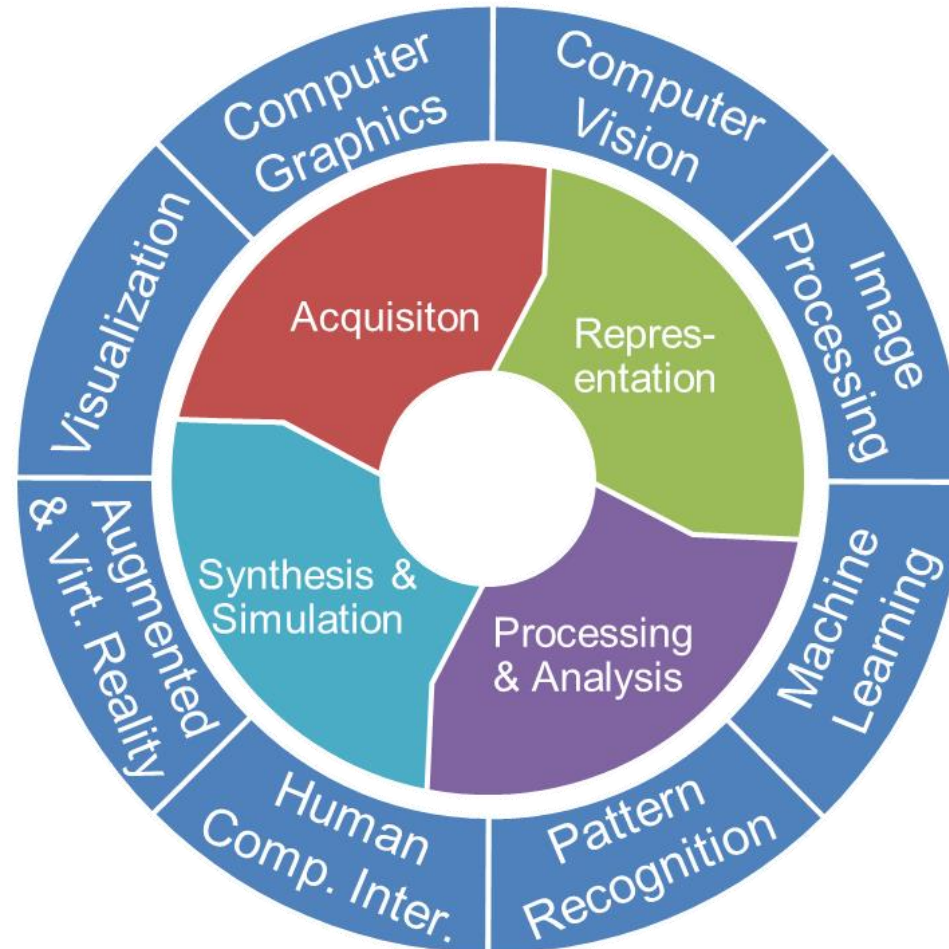 Computer
Graphics
Computer
Vision
Image
Processing
Machine
Learning
Pattern
Recognition
Human
Comp. Inter.
Augmented
& Virt. Reality
Visualization
Acquisiton
Repres-
entation
Processing
& Analysis
Synthesis &
Simulation